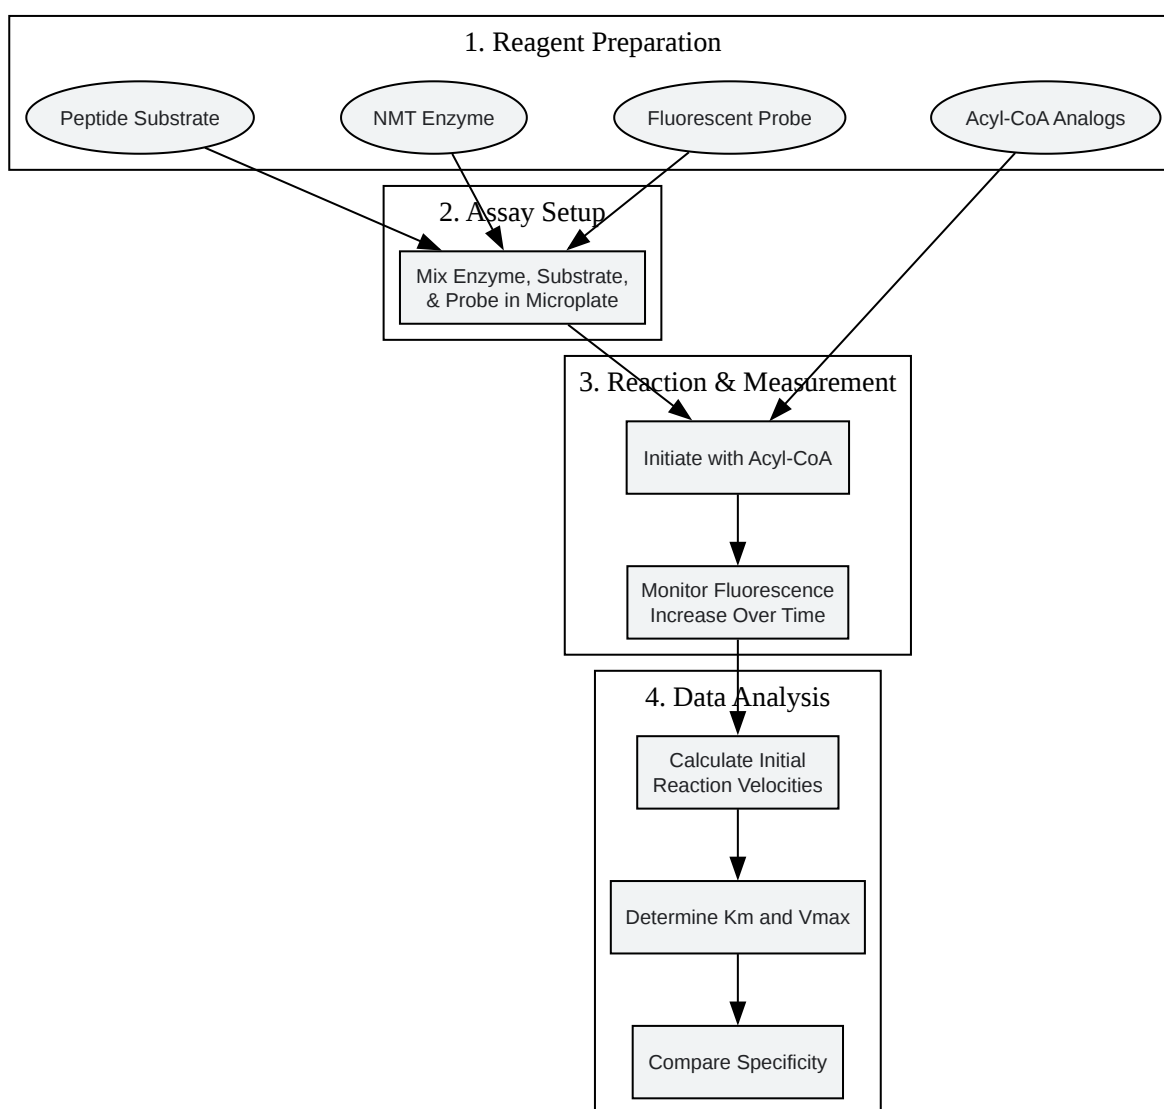 1. Reagent Preparation
Peptide Substrate
NMT Enzyme
Fluorescent Probe
Acyl-CoA Analogs
2. Assay Setup
Mix Enzyme, Substrate,
& Probe in Microplate
3. Reaction & Measurement
Initiate with Acyl-CoA
Monitor Fluorescence
Increase Over Time
4. Data Analysis
Calculate Initial
Reaction Velocities
Determine Km and Vmax
Compare Specificity